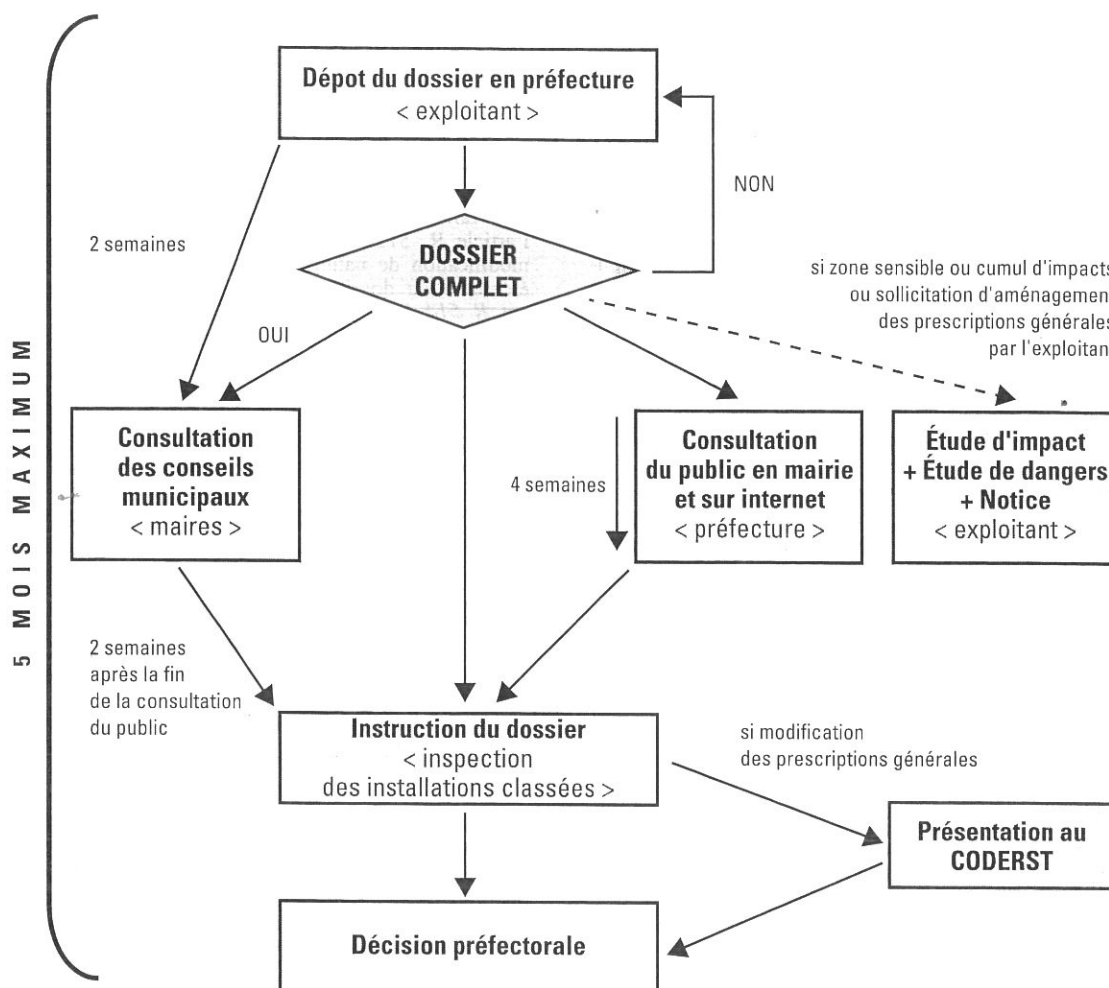 5 MOIS MAXIMUM
Dépot du dossier en préfecture
< exploitant >
NON
2 semaines
DOSSIER
COMPLET
OUI
si zone sensible ou cumul d'impacts
ou sollicitation d'aménagemen
des prescriptions générales
par l'exploitan
Consultation
des conseils
municipaux
< maires >
4 semaines
Consultation
du public en mairie
et sur internet
< préfecture >
Étude d'impact
+ Étude de dangers
+ Notice
< exploitant >
2 semaines
après la fin
de la consultation
du public
Instruction du dossier
< inspection
des installations classées >
si modification
des prescriptions générales
Présentation au
CODERST
Décision préfectorale